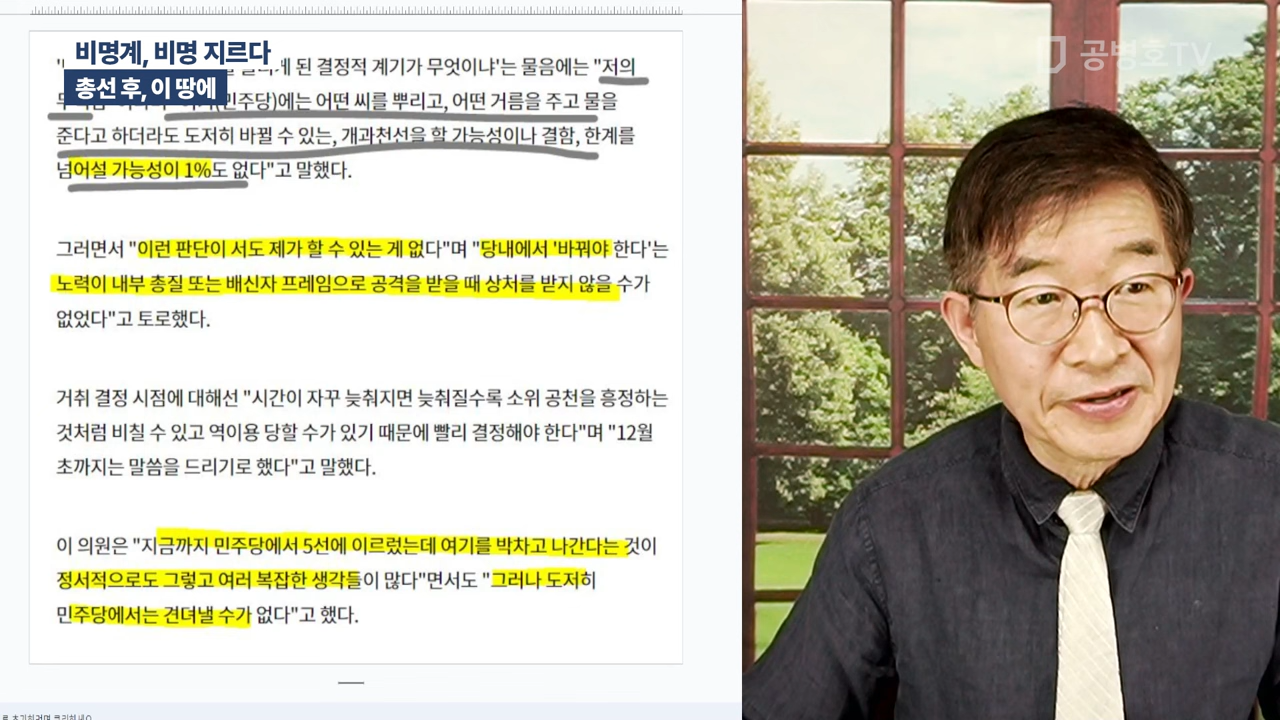 비명계, 비명 지르다
총선 후, 이 땅에
공병호TV
된 결정적 계기가 무엇이냐'는 물음에는 "저의
민주당)에는 어떤 씨를 뿌리고, 어떤 거름을 주고 물을
준다고 하더라도 도저히 바뀔 수 있는, 개과천선을 할 가능성이나 결함, 한계를
넘어설 가능성이 1%도 없다"고 말했다.
그러면서 "이런 판단이 서도 제가 할 수 있는 게 없다"며 "당내에서 '바꿔야 한다'는
노력이 내부 총질 또는 배신자 프레임으로 공격을 받을 때 상처를 받지 않을 수가
없었다"고 토로했다.
거취 결정 시점에 대해선 "시간이 자꾸 늦춰지면 늦춰질수록 소위 공천을 흥정하는
것처럼 비칠 수 있고 역이용 당할 수가 있기 때문에 빨리 결정해야 한다"며 "12월
초까지는 말씀을 드리기로 했다"고 말했다.
이 의원은 "지금까지 민주당에서 5선에 이르렀는데 여기를 박차고 나간다는 것이
정서적으로도 그렇고 여러 복잡한 생각들이 많다"면서도 "그러나 도저히
민주당에서는 견뎌낼 수가 없다"고 했다.